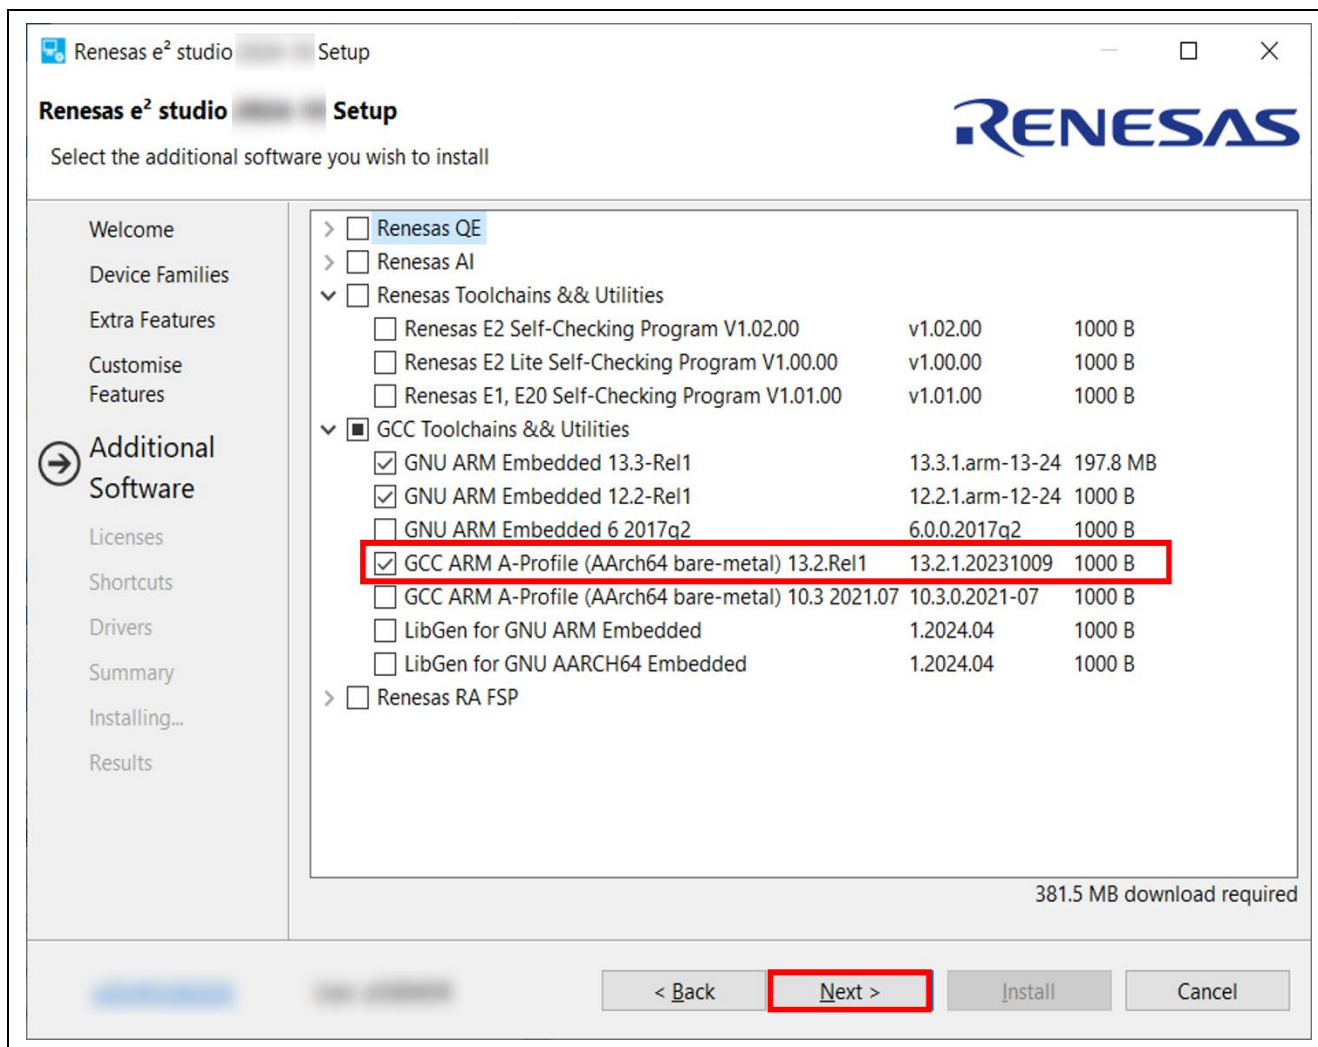 Renesas e² studio Setup
Renesas e² studio Setup
RENESAS
Select the additional software you wish to install
Welcome
Device Families
Extra Features
Customise
Features
Additional
Software
Licenses
Shortcuts
Drivers
Summary
Installing...
Results
Renesas QE
Renesas AI
Renesas Toolchains && Utilities
Renesas E2 Self-Checking Program V1.02.00 v1.02.00 1000 B
Renesas E2 Lite Self-Checking Program V1.00.00 v1.00.00 1000 B
Renesas E1, E20 Self-Checking Program V1.01.00 v1.01.00 1000 B
GCC Toolchains && Utilities
GNU ARM Embedded 13.3-Rel1 13.3.1.arm-13-24 197.8 MB
GNU ARM Embedded 12.2-Rel1 12.2.1.arm-12-24 1000 B
GNU ARM Embedded 6 2017q2 6.0.0.2017q2 1000 B
GCC ARM A-Profile (AArch64 bare-metal) 13.2.Rel1 13.2.1.20231009 1000 B
GCC ARM A-Profile (AArch64 bare-metal) 10.3 2021.07 10.3.0.2021-07 1000 B
LibGen for GNU ARM Embedded 1.2024.04 1000 B
LibGen for GNU AARCH64 Embedded 1.2024.04 1000 B
Renesas RA FSP
381.5 MB download required
< Back
Next >
Install
Cancel